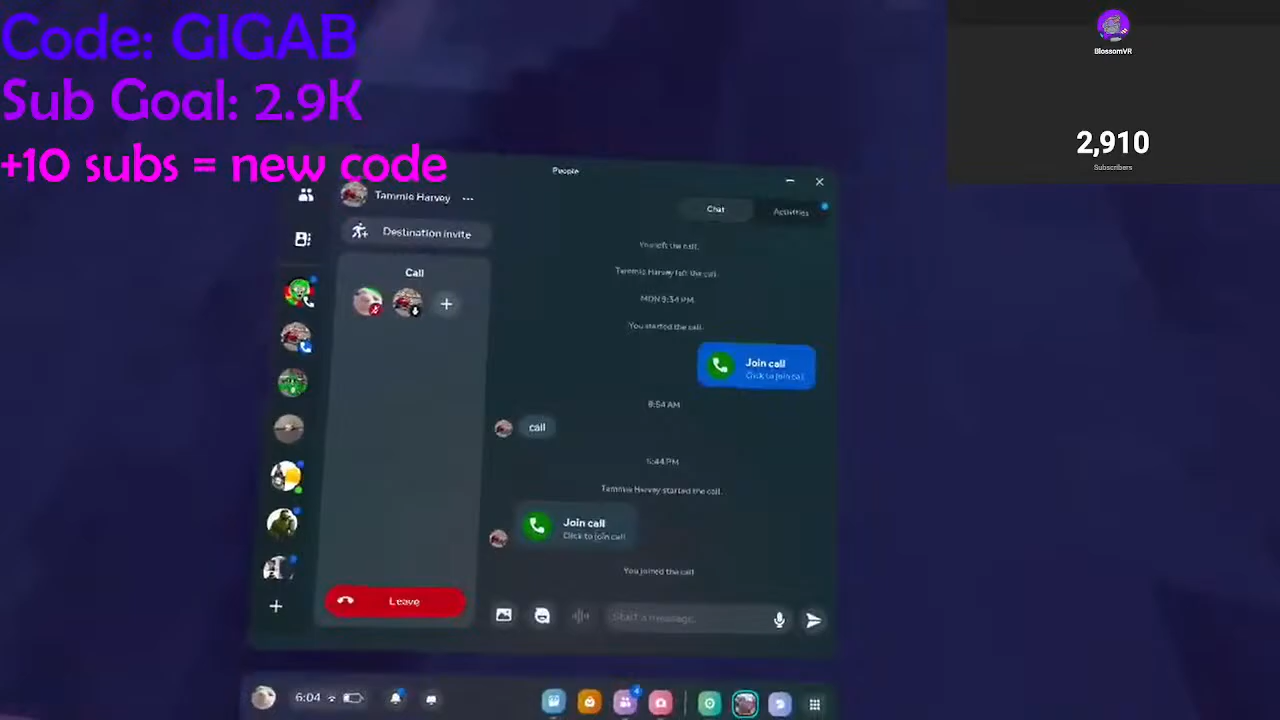 Code: GIGAB
Sub Goal: 2.9K
+10 subs = new code
BlossomVR
2,910
Subscribers
People
Tammie Harvey ...
Chat
Activities
Destination invite
Call
You left the call.
Tammie Harvey left the call.
MON 9:34 PM
You started the call.
Join call
Click to join call
8:54 AM
call
5:44 PM
Tammie Harvey started the call.
Join call
Click to join call
You joined the call
Leave
Start a message...
6:04
4